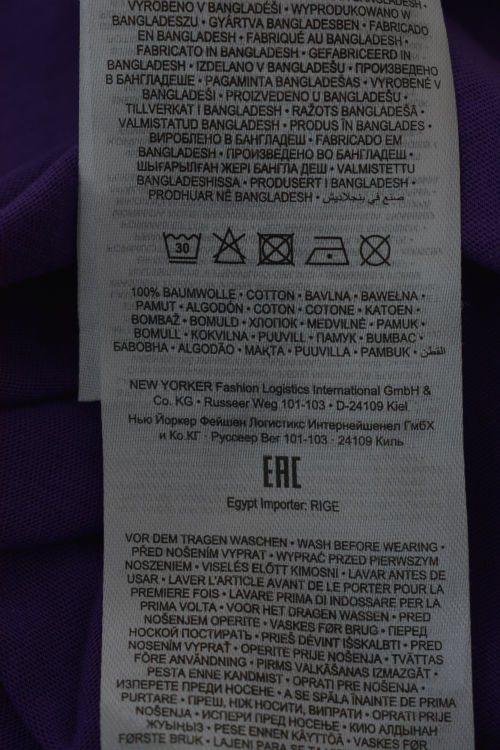 BANGLADESH •
VYROBENO V BANGLADÉŠI • WYPRODUKOWANO W
BANGLADESZU • GYÁRTVA BANGLADESBEN • FABRICADO
EN BANGLADESH • FABRIQUÉ AU BANGLADESH •
FABRICATO IN BANGLADESH • GEFABRICEERD IN
BANGLADESH • IZDELANO V BANGLADEŠU • ПРОИЗВЕДЕНО
В БАНГЛАДЕШЕ • PAGAMINTA BANGLADEŠAS • VYROBENÉ V
BANGLADÉŠI • PROIZVEDENO U BANGLADEŠU •
TILLVERKAT I BANGLADESH • RAŽOTS BANGLADEŠĀ •
VALMISTATUD BANGLADESH • PRODUS ÎN BANGLADES •
ВИРОБЛЕНО В БАНГЛАДЕШ • FABRICADO EM
BANGLADESH • ПРОИЗВЕДЕНО ВО БАНГЛАДЕШ •
ШЫҒАРЫЛҒАН ЖЕРІ БАНГЛА ДЕШ • VALMISTETTU
BANGLADESHISSA • PRODUSERT I BANGLADESH •
PRODHUAR NË BANGLADESH • صنع في بنجلاديش
30
100% BAUMWOLLE • COTTON • BAVLNA • BAWEŁNA •
PAMUT • ALGODÓN • COTON • COTONE • KATOEN •
BOMBAŽ • BOMULD • ХЛОПОК • MEDVILNĖ • PAMUK •
BOMULL • KOKVILNA • PUUVILL • ПАМУК • BUMBAC •
БАВОВНА • ALGODÃO • МАҚТА • PUUVILLA • PAMBUK • القطن
NEW YORKER Fashion Logistics International GmbH &
Co. KG • Russeer Weg 101-103 • D-24109 Kiel
Нью Йоркер Фейшен Логистикс Интернейшенел ГмбХ
и Ко.КГ · Руссеер Вег 101-103 · 24109 Киль
EAC
Egypt Importer: RIGE
VOR DEM TRAGEN WASCHEN • WASH BEFORE WEARING •
PŘED NOŠENÍM VYPRAT • WYPRAĆ PRZED PIERWSZYM
NOSZENIEM • VISELÉS ELŐTT KIMOSNI • LAVAR ANTES DE
USAR • LAVER L'ARTICLE AVANT DE LE PORTER POUR LA
PREMIERE FOIS • LAVARE PRIMA DI INDOSSARE PER LA
PRIMA VOLTA • VOOR HET DRAGEN WASSEN • PRED
NOŠENJEM OPERITE • VASKES FØR BRUG • ПЕРЕД
НОСКОЙ ПОСТИРАТЬ • PRIEŠ DĖVINT IŠSKALBTI • PRED
NOSENÍM VYPRAŤ • OPERITE PRIJE NOŠENJA • TVÄTTAS
FÖRE ANVÄNDNING • PIRMS VALKĀŠANAS IZMAZGĀT •
PESTA ENNE KANDMIST • OPRATI PRE NOŠENJA •
ИЗПЕРЕТЕ ПРЕДИ НОСЕНЕ • A SE SPĂLA ÎNAINTE DE PRIMA
PURTARE • ПРЕШ, НІЖ НОСИТИ, ВИПРАТИ • OPRATI PRIJE
NOŠENJA • ИСПЕРИ ПРЕД НОСЕЊЕ • КИЮ АЛДЫНАН
ЖУЫҢЫЗ • PESE ENNEN KÄYTTÖÄ • VASKES FØR
FØRSTE BRUK • LAJENI PARA SE